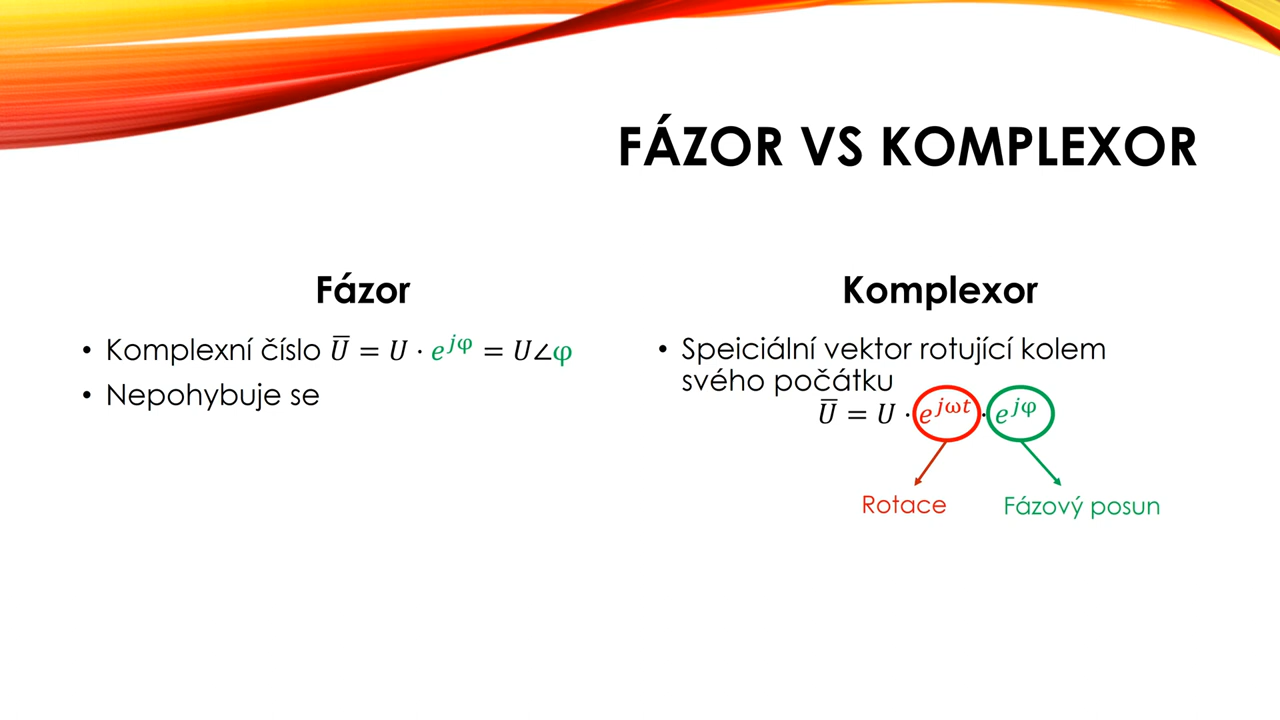 FÁZOR VS KOMPLEXOR
Fázor
• Komplexní číslo U̅ = U · e^{jφ} = U∠φ
• Nepohybuje se
Komplexor
• Speiciální vektor rotující kolem
svého počátku
U̅ = U · e^{jωt} · e^{jφ}
Rotace
Fázový posun